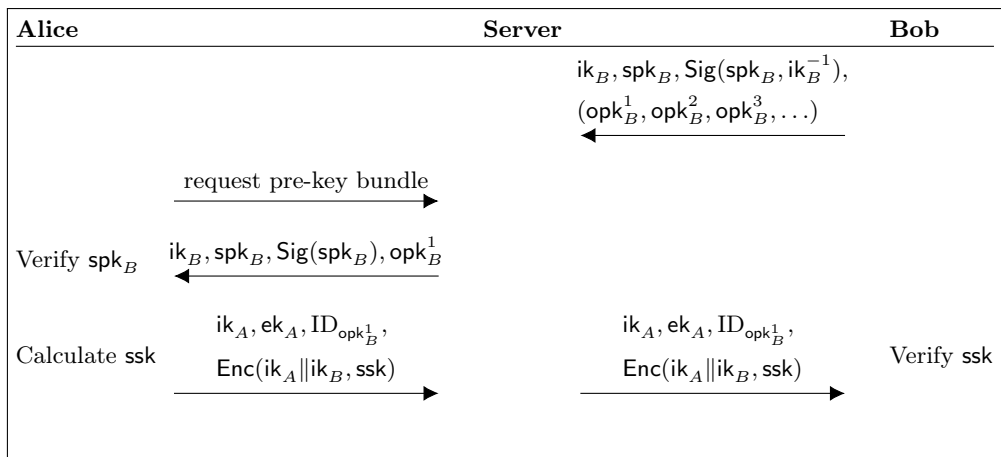 Alice Server Bob
ik_B, spk_B, Sig(spk_B, ik_B^{-1}),
(opk_B^1, opk_B^2, opk_B^3, …)
request pre-key bundle
Verify spk_B ik_B, spk_B, Sig(spk_B), opk_B^1
ik_A, ek_A, ID_{opk_B^1}, ik_A, ek_A, ID_{opk_B^1},
Calculate ssk Verify ssk
Enc(ik_A||ik_B, ssk) Enc(ik_A||ik_B, ssk)